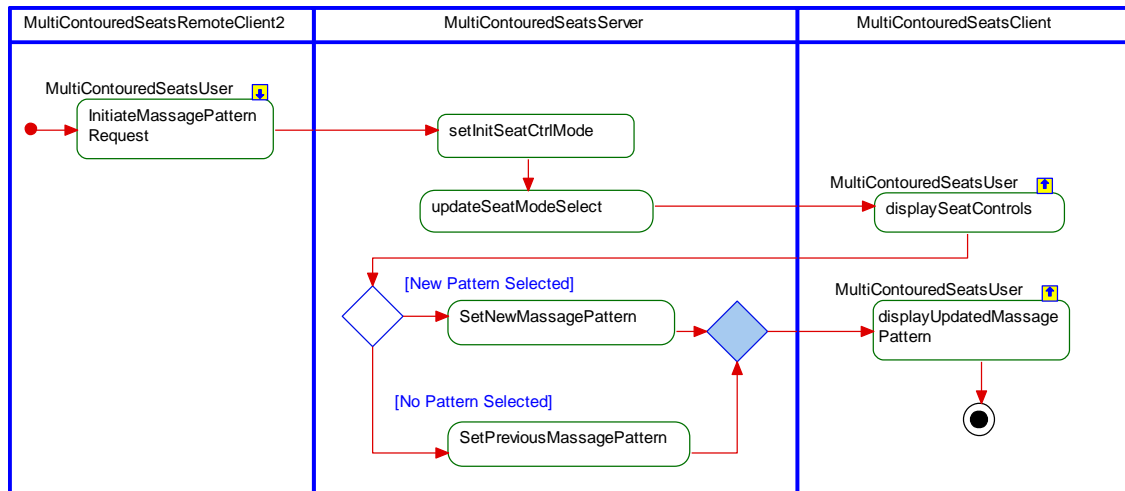 MultiContouredSeatsRemoteClient2
MultiContouredSeatsServer
MultiContouredSeatsClient
MultiContouredSeatsUser
InitiateMassagePattern
Request
setInitSeatCtrlMode
updateSeatModeSelect
MultiContouredSeatsUser
displaySeatControls
[New Pattern Selected]
SetNewMassagePattern
MultiContouredSeatsUser
displayUpdatedMassage
Pattern
[No Pattern Selected]
SetPreviousMassagePattern